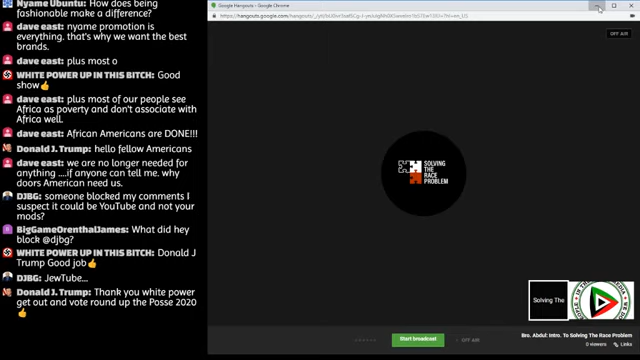 Nyame Ubuntu: How does being
fashionable make a difference?
dave east: nyame promotion is
everything. that's why we want the best
brands.
dave east: plus most o
WHITE POWER UP IN THIS BITCH: Good
show👍
dave east: plus most of our people see
Africa as poverty and don't associate with
Africa well.
dave east: African Americans are DONE!!!
Donald J. Trump: hello fellow Americans
dave east: we are no longer needed for
anything ....if anyone can tell me. why
doors American need us.
DJBG: someone blocked my comments I
suspect it could be YouTube and not your
mods?
BigGameOrenthalJames: What did hey
block @djbg?
WHITE POWER UP IN THIS BITCH: Donald J
Trump Good job👍
DJBG: JewTube...
Donald J. Trump: Thank you white power
get out and vote round up the Posse 2020
👍
Google Hangouts - Google Chrome
OFF AIR
SOLVING
THE
RACE
PROBLEM
Solving The
Bro. Abdul: Intro. To Solving The Race Problem
0 viewers
Links
Start broadcast
OFF AIR